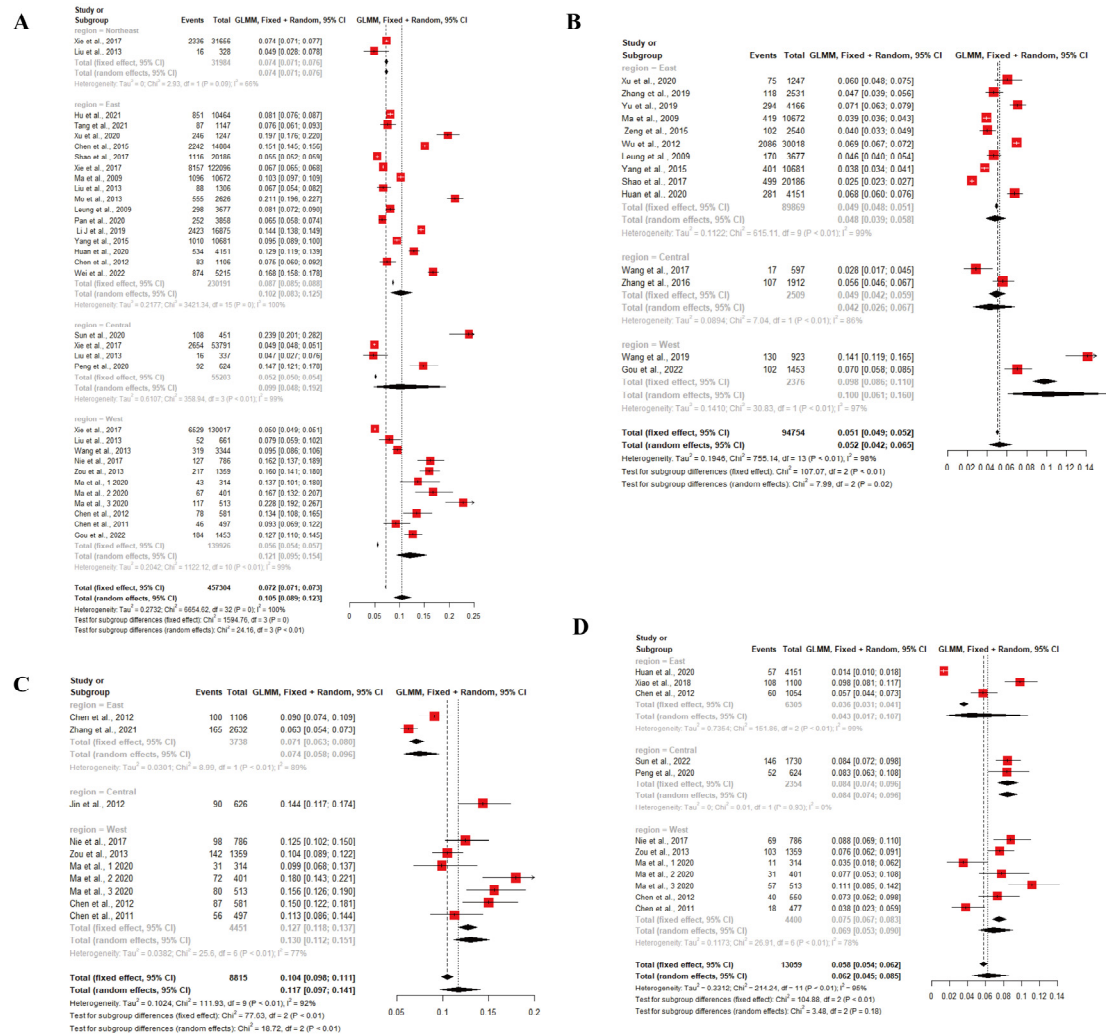 A
Study or
Subgroup Events Total GLMM, Fixed + Random, 95% CI GLMM, Fixed + Random, 95% CI
region = Northeast
Xie et al., 2017 2336 31656 0.074 [0.071; 0.077]
Liu et al., 2013 16 328 0.049 [0.028; 0.078]
Total (fixed effect, 95% CI) 31984 0.074 [0.071; 0.076]
Total (random effects, 95% CI) 0.074 [0.071; 0.076]
Heterogeneity: Tau² = 0; Chi² = 2.83, df = 1 (P = 0.09); I² = 65%
region = East
Hu et al., 2021 851 10464 0.081 [0.076; 0.087]
Tang et al., 2021 87 1147 0.076 [0.061; 0.093]
Xu et al., 2020 246 1247 0.197 [0.176; 0.220]
Chen et al., 2015 2242 14804 0.151 [0.145; 0.156]
Shao et al., 2017 1116 20186 0.055 [0.052; 0.059]
Xie et al., 2017 8157 122096 0.067 [0.065; 0.068]
Ma et al., 2009 1096 10672 0.103 [0.097; 0.109]
Liu et al., 2013 88 1306 0.067 [0.054; 0.082]
Mu et al., 2013 555 2626 0.211 [0.196; 0.227]
Leung et al., 2009 298 3677 0.081 [0.072; 0.090]
Pan et al., 2020 252 3858 0.065 [0.058; 0.074]
Li J et al., 2019 2423 16875 0.144 [0.138; 0.149]
Yang et al., 2015 1010 10681 0.095 [0.089; 0.100]
Huan et al., 2020 534 4151 0.129 [0.119; 0.139]
Chen et al., 2012 83 1106 0.075 [0.060; 0.092]
Wei et al., 2022 874 5215 0.168 [0.158; 0.178]
Total (fixed effect, 95% CI) 230191 0.087 [0.085; 0.088]
Total (random effects, 95% CI) 0.102 [0.083; 0.125]
Heterogeneity: Tau² = 0.2177; Chi² = 3421.34, df = 15 (P = 0); I² = 100%
region = Central
Sun et al., 2020 108 451 0.239 [0.201; 0.282]
Xie et al., 2017 2654 53791 0.049 [0.048; 0.051]
Liu et al., 2013 16 337 0.047 [0.027; 0.076]
Peng et al., 2020 92 624 0.147 [0.121; 0.178]
Total (fixed effect, 95% CI) 55203 0.052 [0.050; 0.054]
Total (random effects, 95% CI) 0.099 [0.048; 0.192]
Heterogeneity: Tau² = 0.6107; Chi² = 359.94, df = 3 (P < 0.01); I² = 99%
region = West
Xie et al., 2017 6529 130017 0.050 [0.049; 0.051]
Liu et al., 2013 52 661 0.079 [0.059; 0.102]
Wang et al., 2013 319 3344 0.095 [0.086; 0.106]
Nie et al., 2017 127 786 0.162 [0.137; 0.189]
Zou et al., 2013 217 1359 0.160 [0.141; 0.180]
Ma et al., 1 2020 43 314 0.137 [0.101; 0.180]
Ma et al., 2 2020 67 401 0.167 [0.132; 0.207]
Ma et al., 3 2020 117 513 0.228 [0.192; 0.267]
Chen et al., 2012 78 581 0.134 [0.108; 0.165]
Chen et al., 2011 46 497 0.093 [0.069; 0.122]
Gou et al., 2022 184 1453 0.127 [0.110; 0.145]
Total (fixed effect, 95% CI) 139926 0.056 [0.054; 0.057]
Total (random effects, 95% CI) 0.121 [0.095; 0.154]
Heterogeneity: Tau² = 0.2042; Chi² = 1122.12, df = 10 (P < 0.01); I² = 99%
Total (fixed effect, 95% CI) 457304 0.072 [0.071; 0.073]
Total (random effects, 95% CI) 0.105 [0.089; 0.123]
Heterogeneity: Tau² = 0.2732; Chi² = 6654.62, df = 32 (P = 0); I² = 100%
Test for subgroup differences (fixed effect): Chi² = 1594.76, df = 3 (P = 0)
Test for subgroup differences (random effects): Chi² = 24.16, df = 3 (P < 0.01)
0 0.05 0.1 0.15 0.2 0.25
B
Study or
Subgroup Events Total GLMM, Fixed + Random, 95% CI GLMM, Fixed + Random, 95% CI
region = East
Xu et al., 2020 75 1247 0.060 [0.048; 0.075]
Zhang et al., 2019 118 2531 0.047 [0.039; 0.056]
Yu et al., 2019 294 4166 0.071 [0.063; 0.079]
Ma et al., 2009 419 10672 0.039 [0.036; 0.043]
Zeng et al., 2015 102 2540 0.040 [0.033; 0.049]
Wu et al., 2012 2086 30018 0.069 [0.067; 0.072]
Leung et al., 2009 170 3677 0.046 [0.040; 0.054]
Yang et al., 2015 401 10681 0.038 [0.034; 0.041]
Shao et al., 2017 499 20186 0.025 [0.023; 0.027]
Huan et al., 2020 281 4151 0.068 [0.060; 0.076]
Total (fixed effect, 95% CI) 89869 0.049 [0.048; 0.051]
Total (random effects, 95% CI) 0.048 [0.039; 0.058]
Heterogeneity: Tau² = 0.1122; Chi² = 615.11, df = 9 (P < 0.01); I² = 99%
region = Central
Wang et al., 2017 17 597 0.028 [0.017; 0.045]
Zhang et al., 2016 107 1912 0.056 [0.046; 0.067]
Total (fixed effect, 95% CI) 2509 0.049 [0.042; 0.059]
Total (random effects, 95% CI) 0.042 [0.026; 0.067]
Heterogeneity: Tau² = 0.0894; Chi² = 7.04, df = 1 (P < 0.01); I² = 86%
region = West
Wang et al., 2019 130 923 0.141 [0.119; 0.165]
Gou et al., 2022 102 1453 0.070 [0.058; 0.085]
Total (fixed effect, 95% CI) 2376 0.098 [0.086; 0.110]
Total (random effects, 95% CI) 0.100 [0.061; 0.160]
Heterogeneity: Tau² = 0.1410; Chi² = 30.83, df = 1 (P < 0.01); I² = 97%
Total (fixed effect, 95% CI) 94754 0.051 [0.049; 0.052]
Total (random effects, 95% CI) 0.052 [0.042; 0.065]
Heterogeneity: Tau² = 0.1946; Chi² = 755.14, df = 13 (P < 0.01); I² = 98%
Test for subgroup differences (fixed effect): Chi² = 107.07, df = 2 (P < 0.01)
Test for subgroup differences (random effects): Chi² = 7.99, df = 2 (P = 0.02)
0 0.02 0.04 0.06 0.08 0.1 0.12 0.14
C
Study or
Subgroup Events Total GLMM, Fixed + Random, 95% CI GLMM, Fixed + Random, 95% CI
region = East
Chen et al., 2012 100 1106 0.090 [0.074; 0.109]
Zhang et al., 2021 165 2632 0.063 [0.054; 0.073]
Total (fixed effect, 95% CI) 3738 0.071 [0.063; 0.080]
Total (random effects, 95% CI) 0.074 [0.058; 0.096]
Heterogeneity: Tau² = 0.0301; Chi² = 8.99, df = 1 (P < 0.01); I² = 89%
region = Central
Jin et al., 2012 90 626 0.144 [0.117; 0.174]
region = West
Nie et al., 2017 98 786 0.125 [0.102; 0.150]
Zou et al., 2013 142 1359 0.104 [0.089; 0.122]
Ma et al., 1 2020 31 314 0.099 [0.068; 0.137]
Ma et al., 2 2020 72 401 0.180 [0.143; 0.221]
Ma et al., 3 2020 80 513 0.156 [0.126; 0.190]
Chen et al., 2012 87 581 0.150 [0.122; 0.181]
Chen et al., 2011 56 497 0.113 [0.086; 0.144]
Total (fixed effect, 95% CI) 4451 0.127 [0.118; 0.137]
Total (random effects, 95% CI) 0.130 [0.112; 0.151]
Heterogeneity: Tau² = 0.0382; Chi² = 25.6, df = 6 (P < 0.01); I² = 77%
Total (fixed effect, 95% CI) 8815 0.104 [0.098; 0.111]
Total (random effects, 95% CI) 0.117 [0.097; 0.141]
Heterogeneity: Tau² = 0.1024, Chi² = 111.93, df = 9 (P < 0.01), I² = 92%
Test for subgroup differences (fixed effect): Chi² = 77.03, df = 2 (P < 0.01)
Test for subgroup differences (random effects): Chi² = 18.72, df = 2 (P < 0.01)
0 0.05 0.1 0.15 0.2
D
Study or
Subgroup Events Total GLMM, Fixed + Random, 95% CI GLMM, Fixed + Random, 95% CI
region = East
Huan et al., 2020 57 4151 0.014 [0.010; 0.018]
Xiao et al., 2018 108 1100 0.098 [0.081; 0.117]
Chen et al., 2012 60 1054 0.057 [0.044; 0.073]
Total (fixed effect, 95% CI) 6305 0.036 [0.031; 0.041]
Total (random effects, 95% CI) 0.043 [0.017; 0.107]
Heterogeneity: Tau² = 0.7364; Chi² = 161.96, df = 2 (P < 0.01); I² = 99%
region = Central
Sun et al., 2022 146 1730 0.084 [0.072; 0.098]
Peng et al., 2020 52 624 0.083 [0.063; 0.108]
Total (fixed effect, 95% CI) 2354 0.084 [0.074; 0.096]
Total (random effects, 95% CI) 0.084 [0.074; 0.096]
Heterogeneity: Tau² = 0; Chi² = 0.01, df = 1 (P = 0.93); I² = 0%
region = West
Nie et al., 2017 69 786 0.088 [0.069; 0.110]
Zou et al., 2013 103 1359 0.076 [0.062; 0.091]
Ma et al., 1 2020 11 314 0.035 [0.018; 0.062]
Ma et al., 2 2020 31 401 0.077 [0.053; 0.108]
Ma et al., 3 2020 57 513 0.111 [0.085; 0.142]
Chen et al., 2012 40 550 0.073 [0.052; 0.098]
Chen et al., 2011 18 477 0.038 [0.023; 0.059]
Total (fixed effect, 95% CI) 4400 0.075 [0.067; 0.083]
Total (random effects, 95% CI) 0.069 [0.053; 0.090]
Heterogeneity: Tau² = 0.1173; Chi² = 26.91, df = 6 (P < 0.01); I² = 78%
Total (fixed effect, 95% CI) 13059 0.058 [0.054; 0.062]
Total (random effects, 95% CI) 0.062 [0.045; 0.085]
Heterogeneity: Tau² = 0.3312; Chi² = 214.24, df = 11 (P < 0.01); I² = 95%
Test for subgroup differences (fixed effect): Chi² = 104.88, df = 2 (P < 0.01)
Test for subgroup differences (random effects): Chi² = 3.48, df = 2 (P = 0.18)
0.02 0.04 0.06 0.08 0.1 0.12 0.14